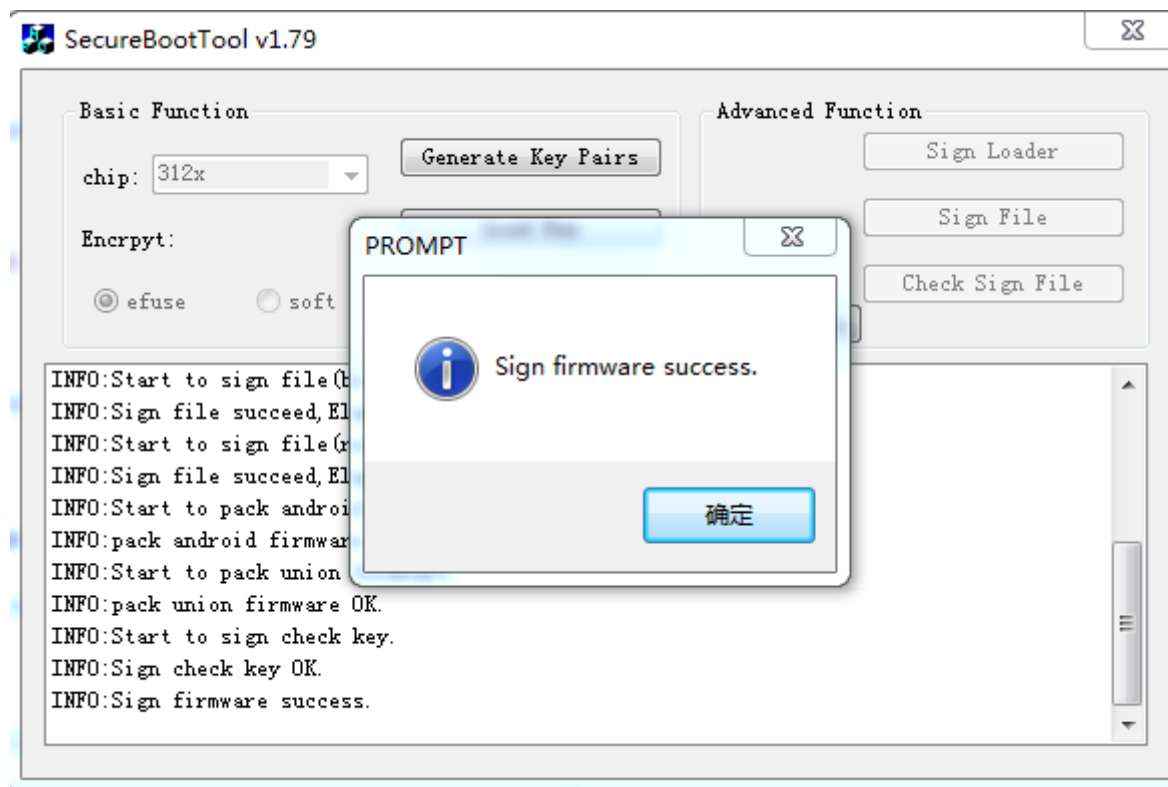 SecureBootTool v1.79
Basic Function
chip:
312x
Generate Key Pairs
Encrpyt:
efuse
soft
Advanced Function
Sign Loader
Sign File
Check Sign File
PROMPT
Sign firmware success.
确定
INFO:Start to sign file(b
INFO:Sign file succeed,El
INFO:Start to sign file(r
INFO:Sign file succeed,El
INFO:Start to pack androi
INFO:pack android firmwar
INFO:Start to pack union
INFO:pack union firmware OK.
INFO:Start to sign check key.
INFO:Sign check key OK.
INFO:Sign firmware success.